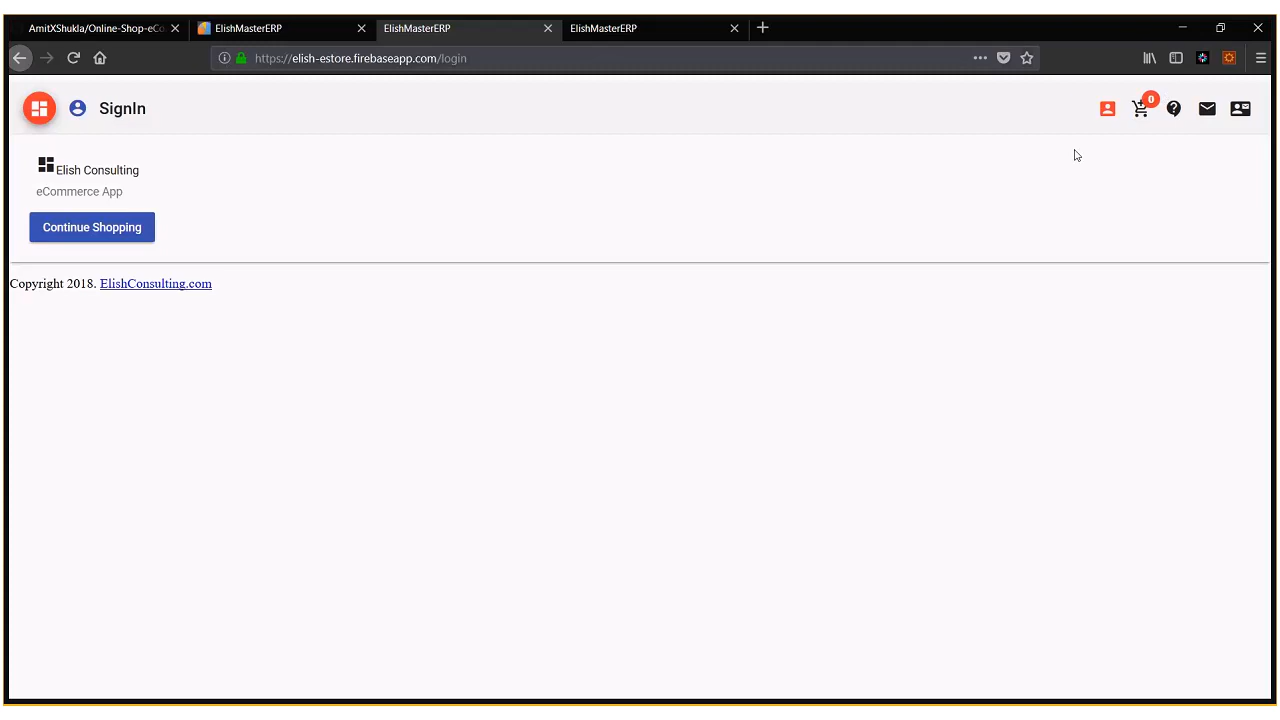 AmitXShukla/Online-Shop-eCo
ElishMasterERP
ElishMasterERP
ElishMasterERP
https://elish-estore.firebaseapp.com/login
SignIn
0
Elish Consulting
eCommerce App
Continue Shopping
Copyright 2018. ElishConsulting.com